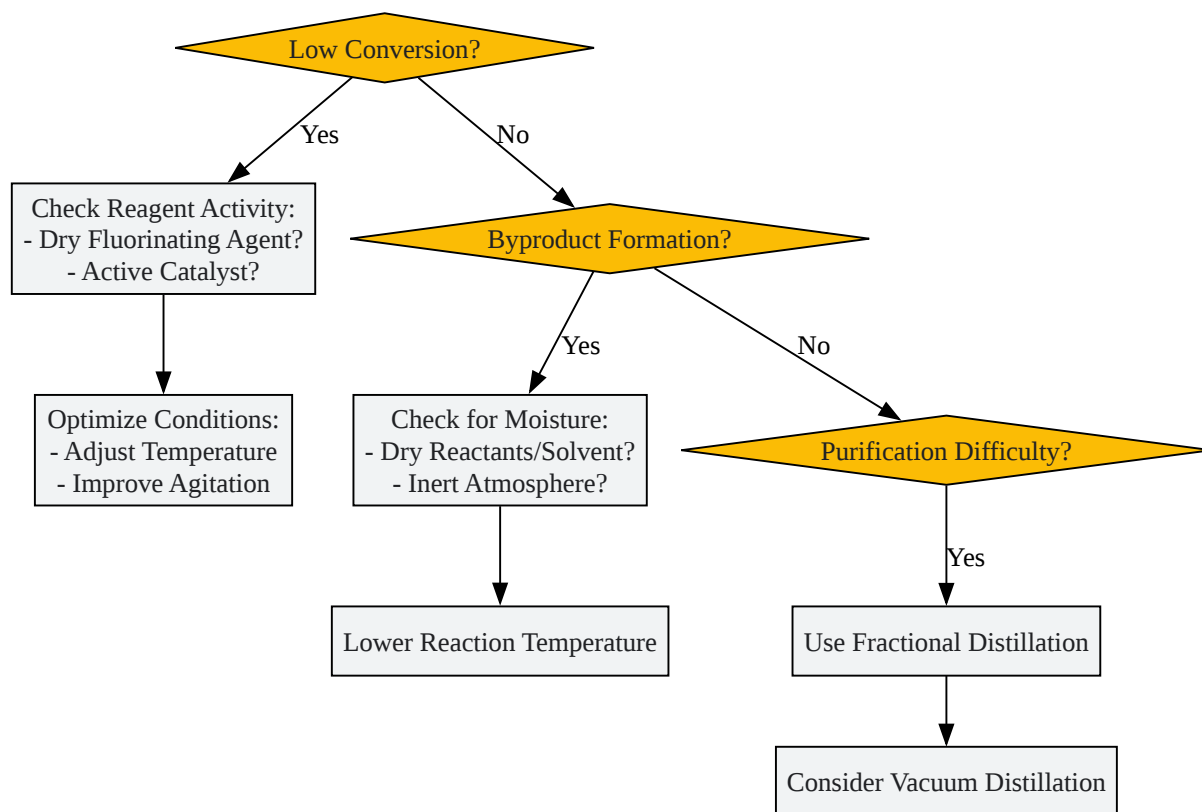 Low Conversion?
Yes
No
Check Reagent Activity:
- Dry Fluorinating Agent?
- Active Catalyst?
Byproduct Formation?
Yes
No
Optimize Conditions:
- Adjust Temperature
- Improve Agitation
Check for Moisture:
- Dry Reactants/Solvent?
- Inert Atmosphere?
Purification Difficulty?
Yes
Lower Reaction Temperature
Use Fractional Distillation
Consider Vacuum Distillation